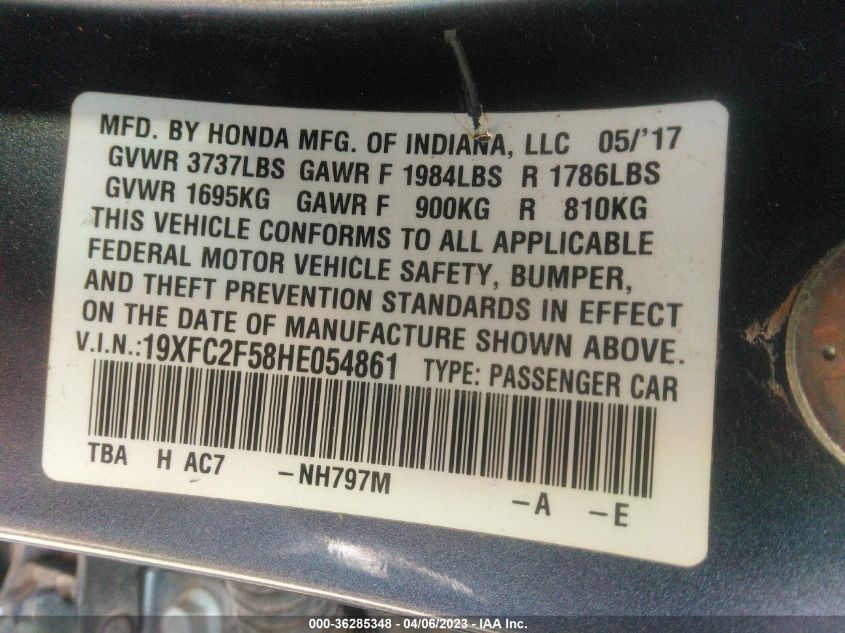 MFD. BY HONDA MFG. OF INDIANA, LLC 05/'17
GVWR 3737LBS GAWR F 1984LBS R 1786LBS
GVWR 1695KG GAWR F 900KG R 810KG
THIS VEHICLE CONFORMS TO ALL APPLICABLE
FEDERAL MOTOR VEHICLE SAFETY, BUMPER,
AND THEFT PREVENTION STANDARDS IN EFFECT
ON THE DATE OF MANUFACTURE SHOWN ABOVE.
V.I.N.:19XFC2F58HE054861 TYPE: PASSENGER CAR
TBA H AC7 -NH797M -A -E
000-36285348 - 04/06/2023 - IAA Inc.